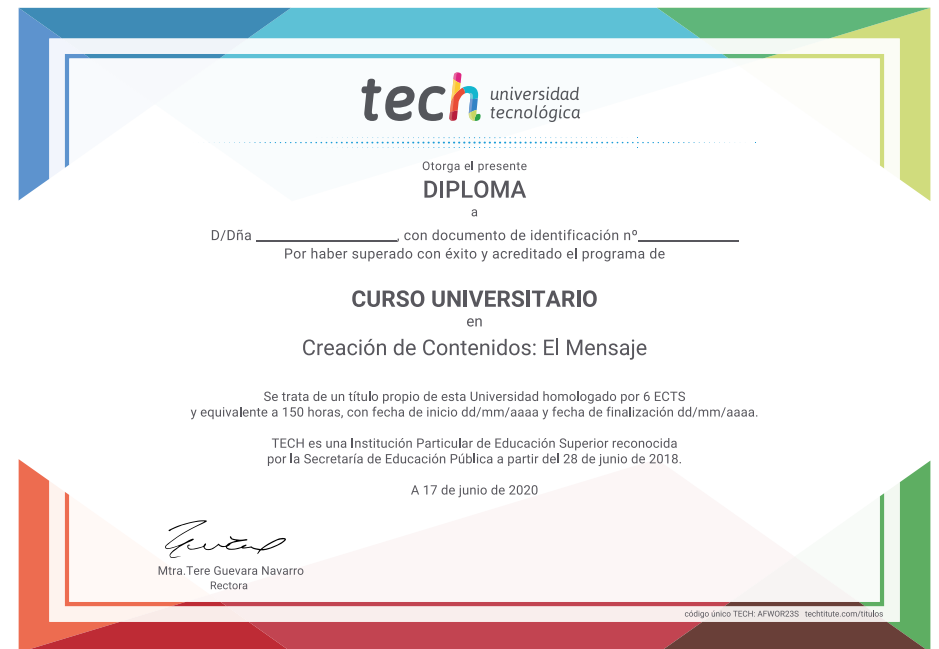 tech universidad
tecnológica
Otorga el presente
DIPLOMA
a
D/Dña ________________, con documento de identificación nº____________
Por haber superado con éxito y acreditado el programa de
CURSO UNIVERSITARIO
en
Creación de Contenidos: El Mensaje
Se trata de un título propio de esta Universidad homologado por 6 ECTS
y equivalente a 150 horas, con fecha de inicio dd/mm/aaaa y fecha de finalización dd/mm/aaaa.
TECH es una Institución Particular de Educación Superior reconocida
por la Secretaría de Educación Pública a partir del 28 de junio de 2018.
A 17 de junio de 2020
Mtra.Tere Guevara Navarro
Rectora
código único TECH: AFWOR23S techtitute.com/titulos